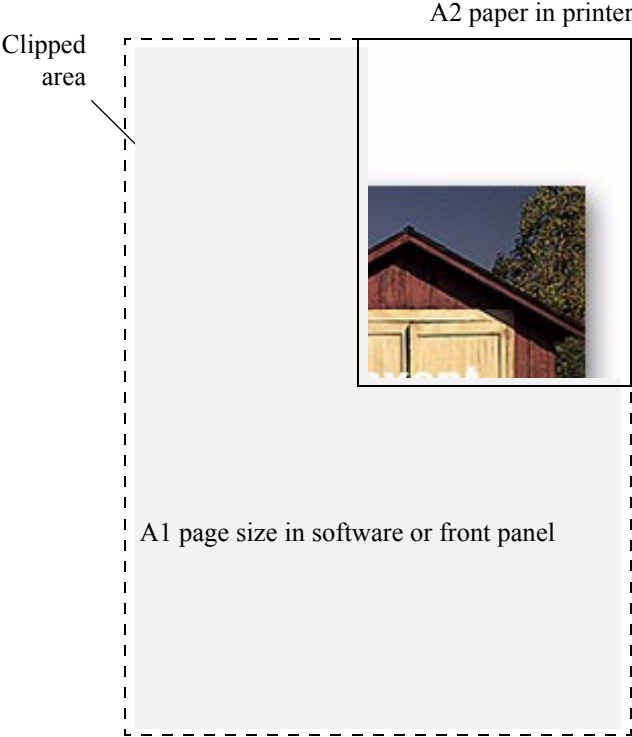 A2 paper in printer
Clipped
area
A1 page size in software or front panel